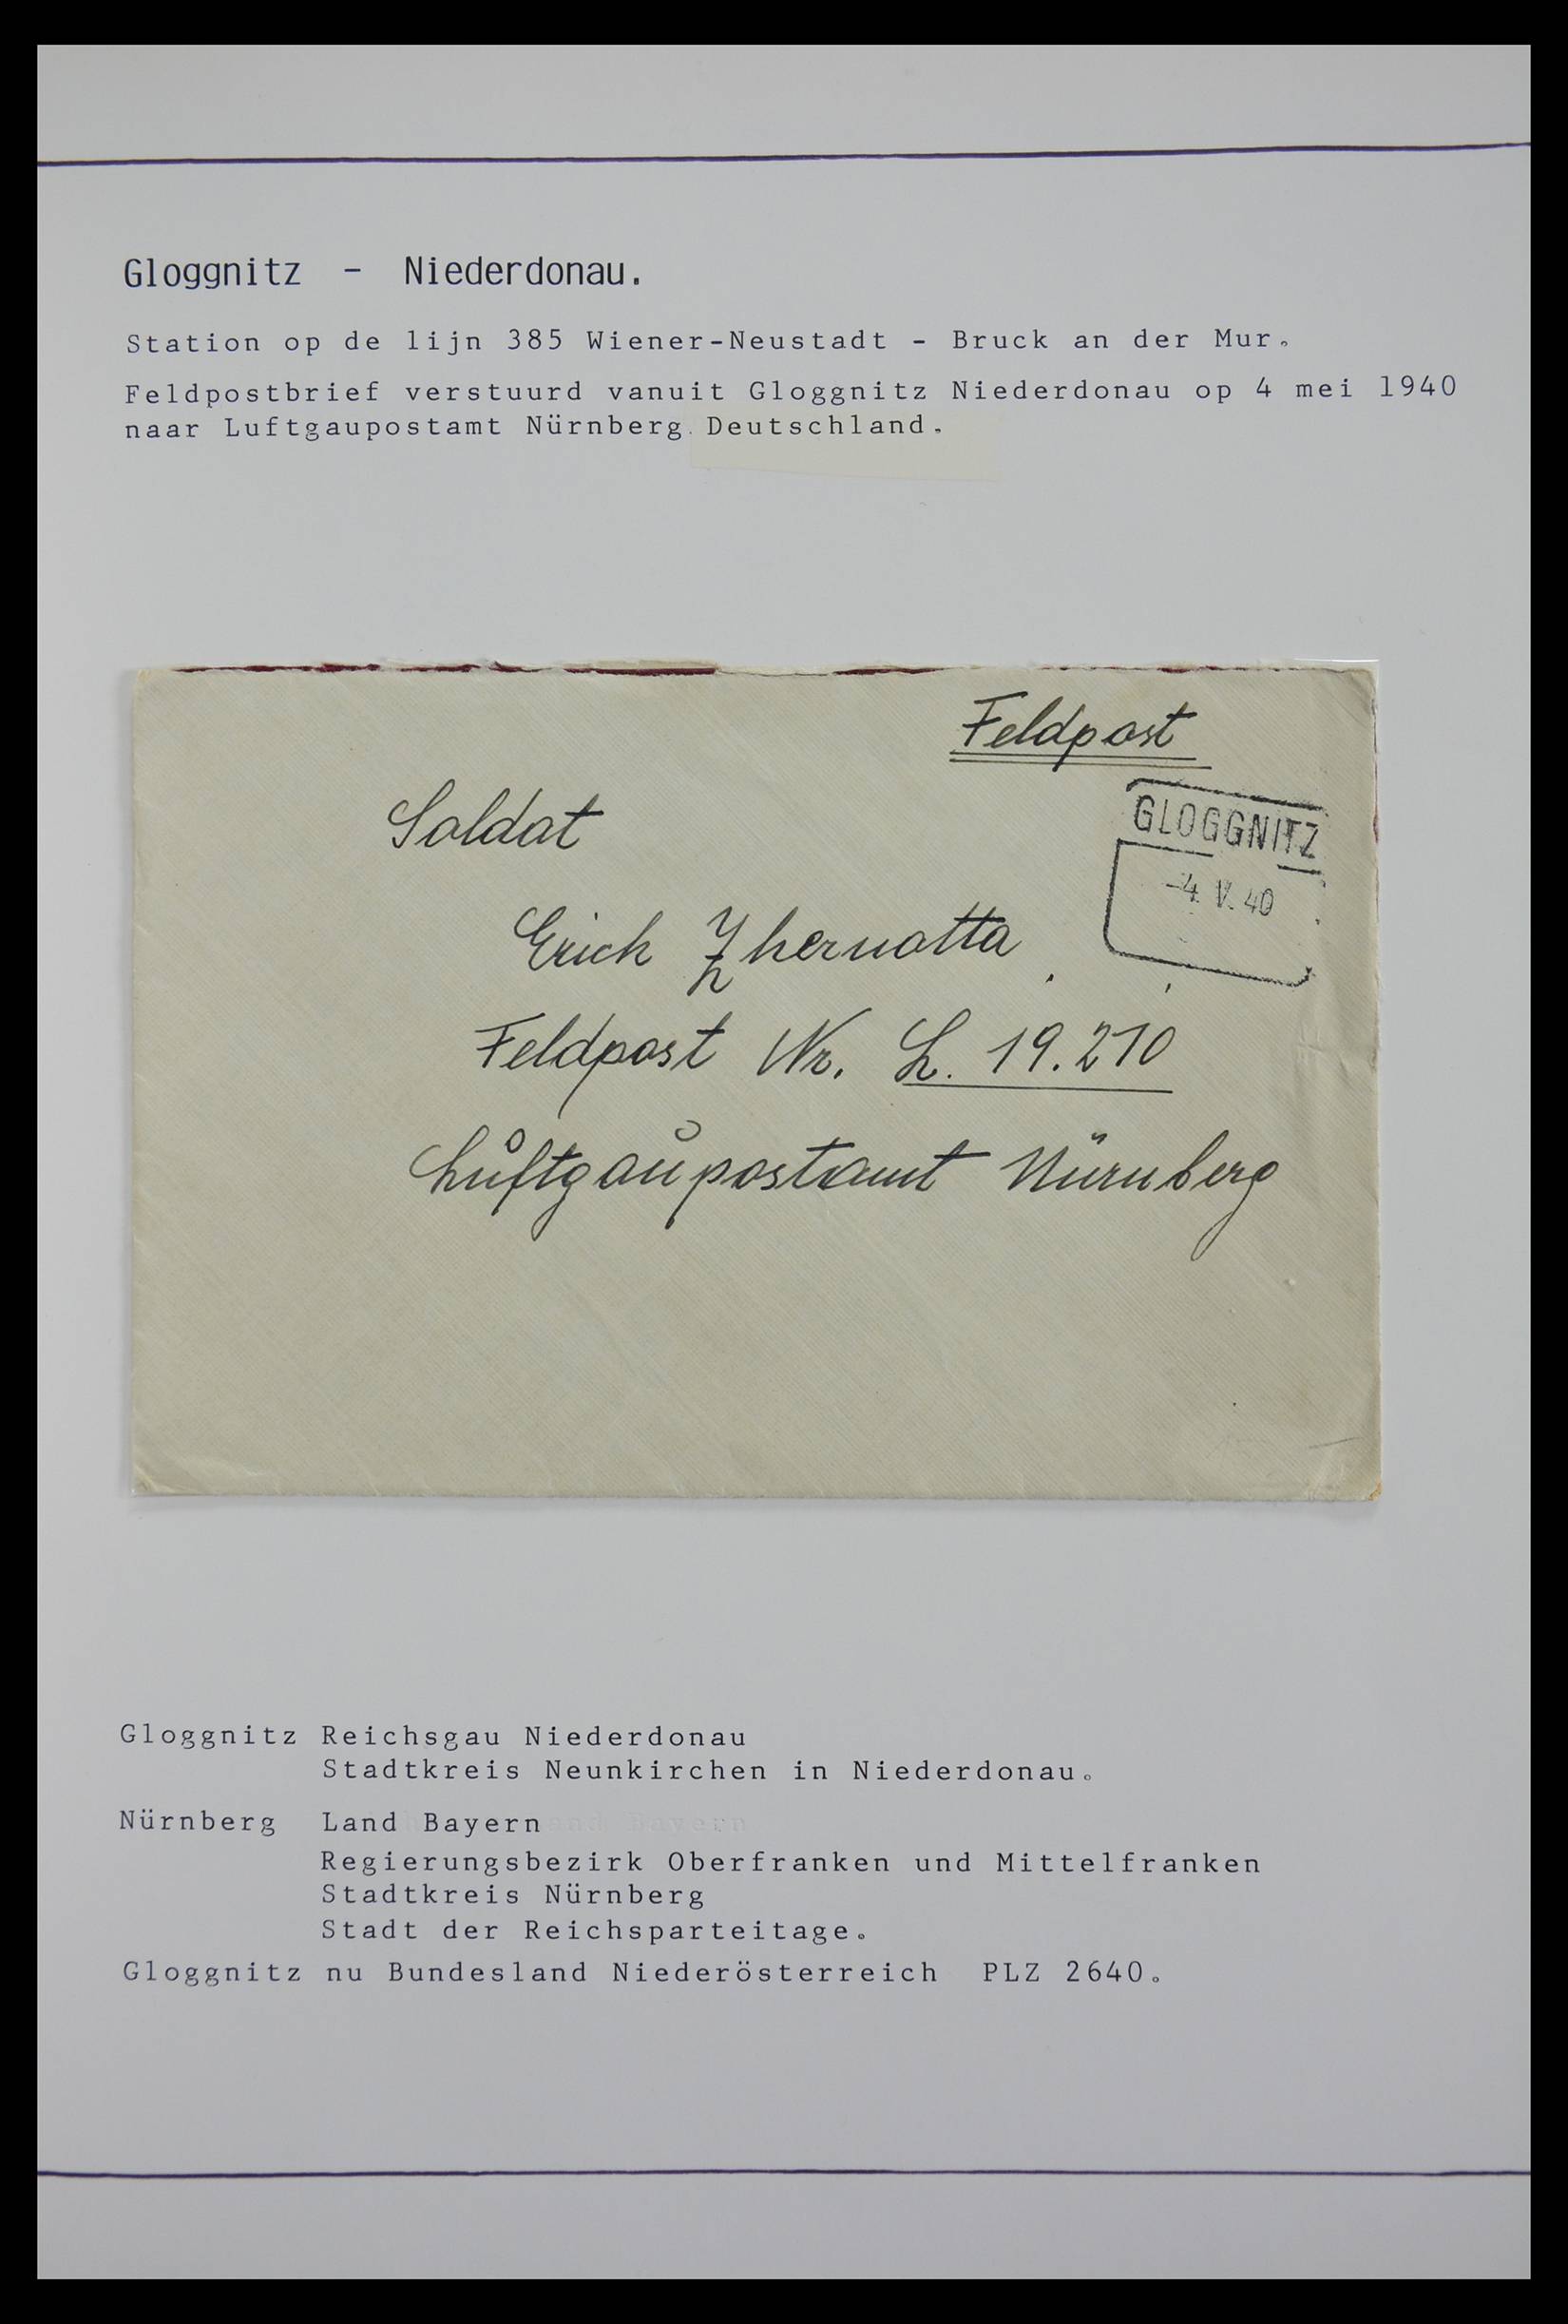 Gloggnitz - Niederdonau.
Station op de lijn 385 Wiener-Neustadt - Bruck an der Mur.
Feldpostbrief verstuurd vanuit Gloggnitz Niederdonau op 4 mei 1940
naar Luftgaupostamt Nürnberg Deutschland.
Feldpost
GLOGGNITZ
-4. V. 40
Soldat
Erich
Feldpost Nr. L. 19.210
Luftgaupostamt Nürnberg
Gloggnitz Reichsgau Niederdonau
Stadtkreis Neunkirchen in Niederdonau.
Nürnberg Land Bayern
Regierungsbezirk Oberfranken und Mittelfranken
Stadtkreis Nürnberg
Stadt der Reichsparteitage.
Gloggnitz nu Bundesland Niederösterreich PLZ 2640.